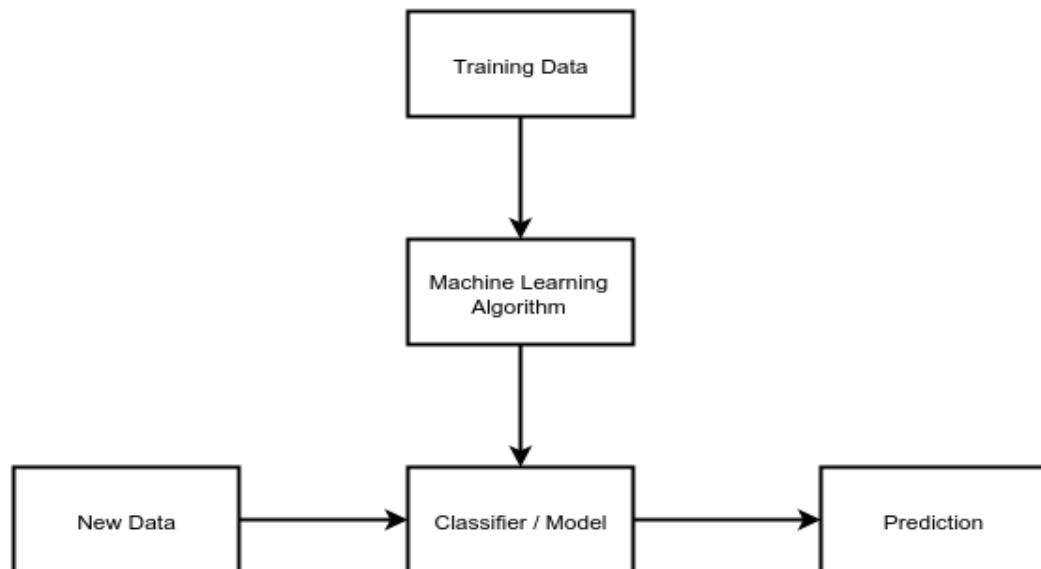 Training Data
Machine Learning
Algorithm
New Data
Classifier / Model
Prediction